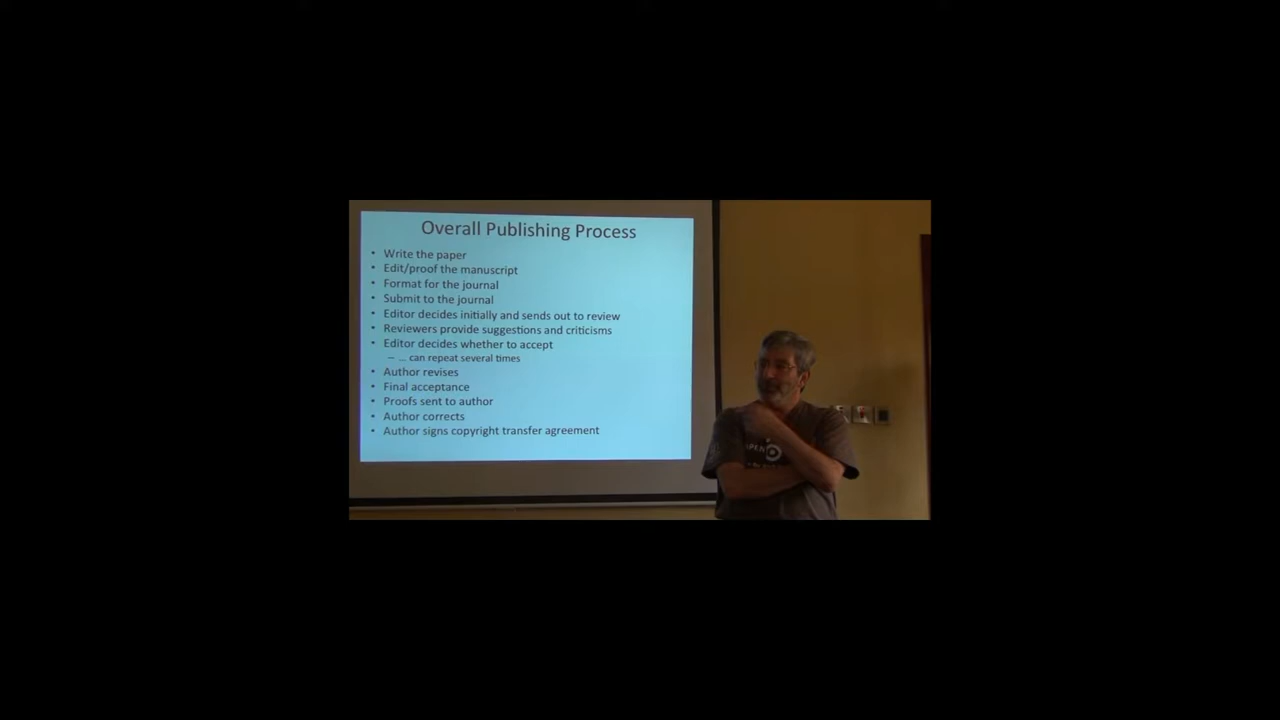 Overall Publishing Process
• Write the paper
• Edit/proof the manuscript
• Format for the journal
• Submit to the journal
• Editor decides initially and sends out to review
• Reviewers provide suggestions and criticisms
• Editor decides whether to accept
– ... can repeat several times
• Author revises
• Final acceptance
• Proofs sent to author
• Author corrects
• Author signs copyright transfer agreement